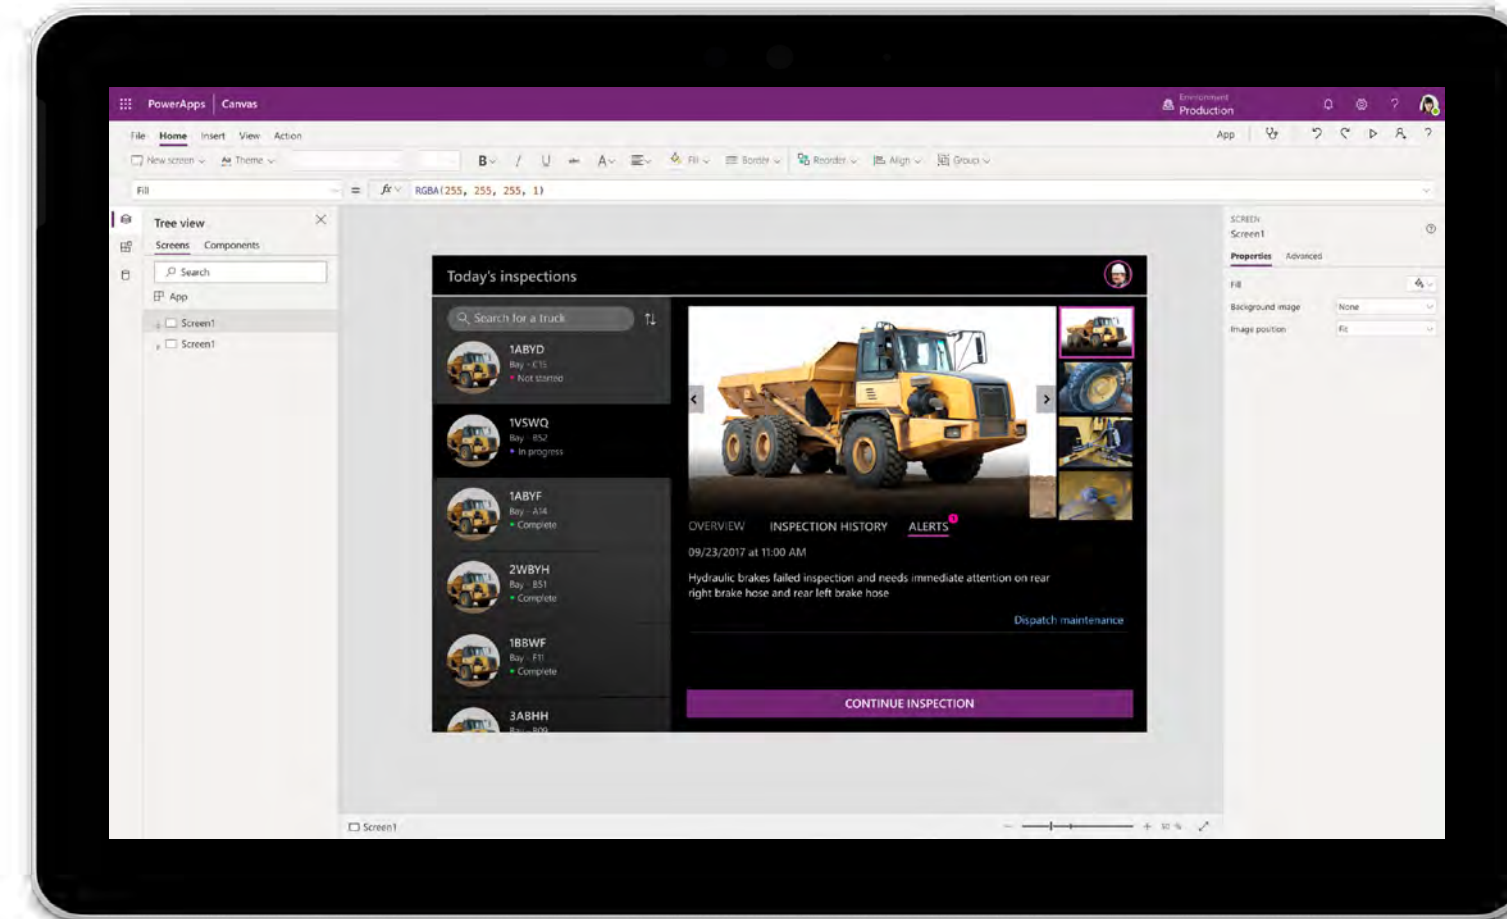 PowerApps Canvas
Environment
Production
File Home Insert View Action
App
New screen Theme
B I U A Fill Border Reorder Align Group
Fill = fx RGBA(255, 255, 255, 1)
Tree view
Screens Components
Search
App
Screen1
Screen1
Today's inspections
Search for a truck
1ABYD
Bay - C15
Not started
1VSWQ
Bay - B52
In progress
1ABYF
Bay - A14
Complete
2WBYH
Bay - B51
Complete
1BBWF
Bay - F11
Complete
3ABHH
Bay - B09
OVERVIEW INSPECTION HISTORY ALERTS 1
09/23/2017 at 11:00 AM
Hydraulic brakes failed inspection and needs immediate attention on rear
right brake hose and rear left brake hose
Dispatch maintenance
CONTINUE INSPECTION
SCREEN
Screen1
Properties Advanced
Fill
Background image None
Image position Fit
Screen1